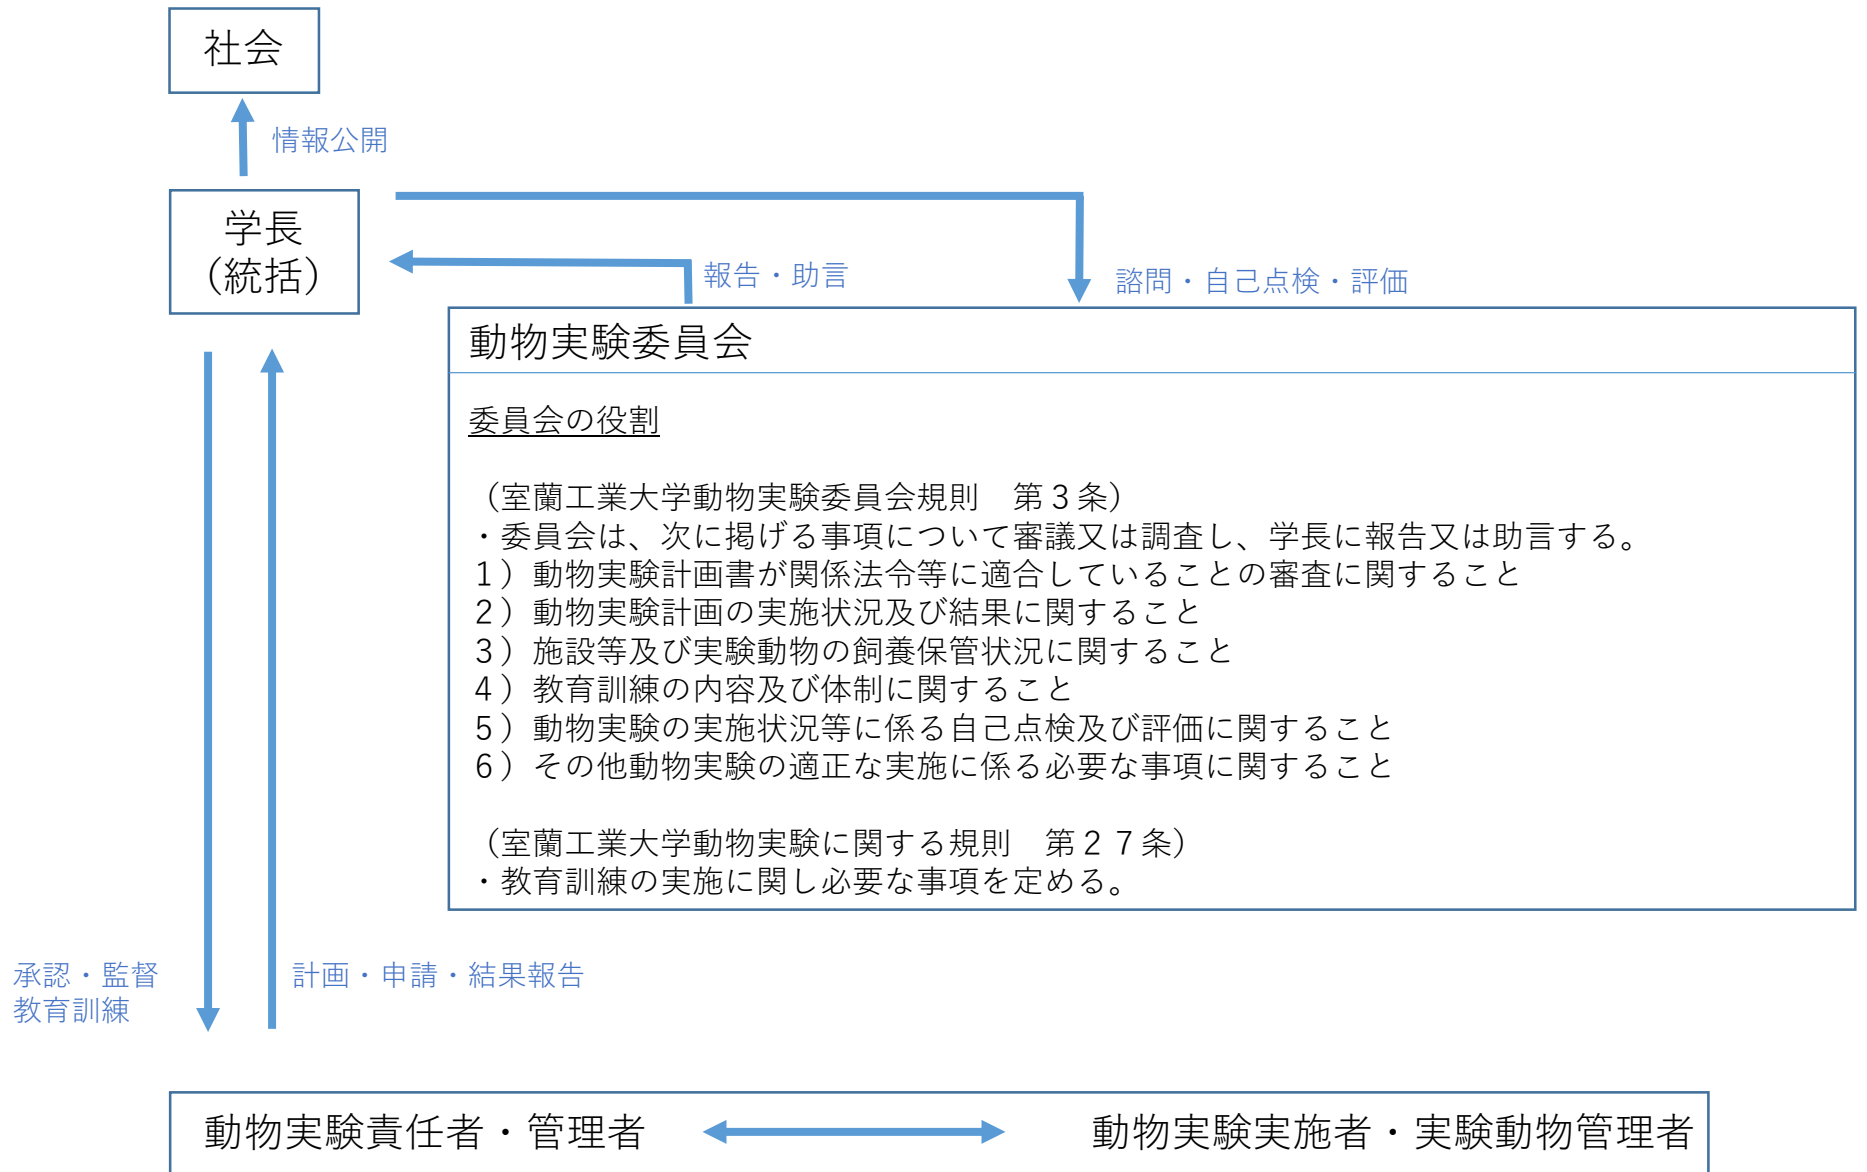 社会
情報公開
学長
（統括）
報告・助言
諮問・自己点検・評価
動物実験委員会
委員会の役割
（室蘭工業大学動物実験委員会規則　第３条）
・委員会は、次に掲げる事項について審議又は調査し、学長に報告又は助言する。
１）動物実験計画書が関係法令等に適合していることの審査に関すること
２）動物実験計画の実施状況及び結果に関すること
３）施設等及び実験動物の飼養保管状況に関すること
４）教育訓練の内容及び体制に関すること
５）動物実験の実施状況等に係る自己点検及び評価に関すること
６）その他動物実験の適正な実施に係る必要な事項に関すること
（室蘭工業大学動物実験に関する規則　第２７条）
・教育訓練の実施に関し必要な事項を定める。
承認・監督
教育訓練
計画・申請・結果報告
動物実験責任者・管理者
動物実験実施者・実験動物管理者